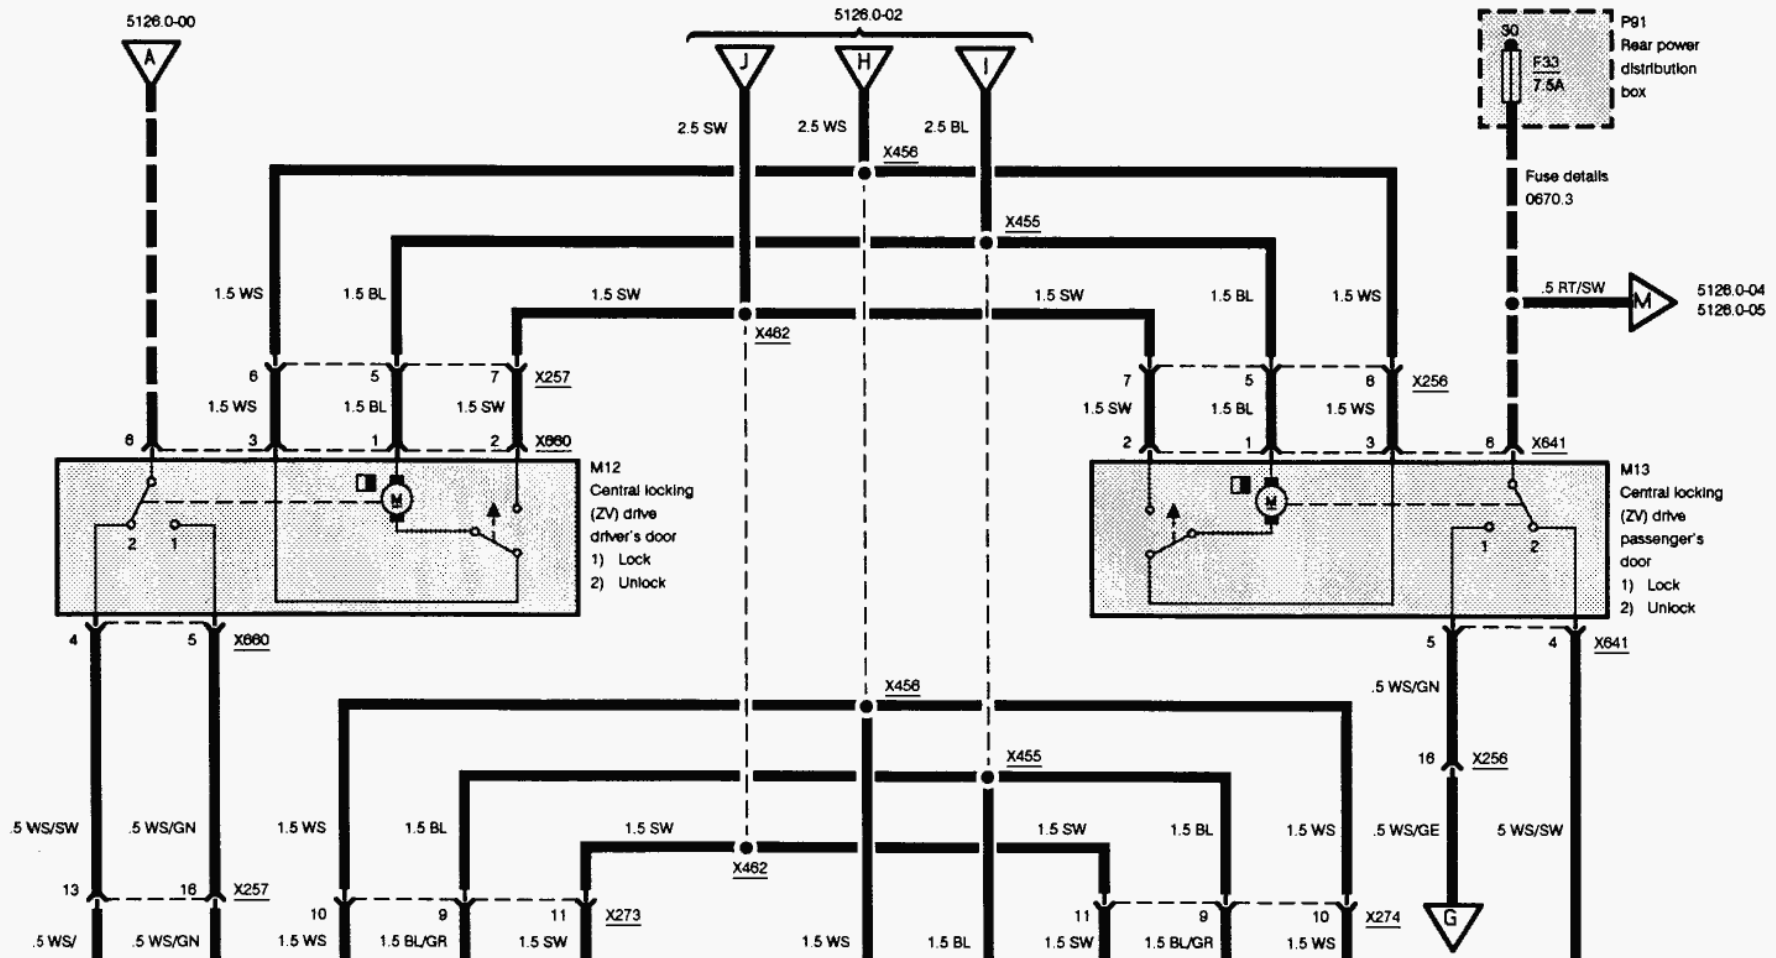 5126.0-00
5126.0-02
A
J
H
I
30
F33
7.5A
P91
Rear power
distribution
box
2.5 SW
2.5 WS
2.5 BL
X456
Fuse details
0670.3
X455
1.5 WS
1.5 BL
1.5 SW
1.5 SW
1.5 BL
1.5 WS
.5 RT/SW
M
5126.0-04
5126.0-05
X462
6
5
7
X257
7
5
6
X256
1.5 WS
1.5 BL
1.5 SW
1.5 SW
1.5 BL
1.5 WS
6
3
1
2
X660
2
1
3
6
X641
M12
Central locking
(ZV) drive
driver's door
1) Lock
2) Unlock
M
2
1
M13
Central locking
(ZV) drive
passenger's
door
1) Lock
2) Unlock
M
1
2
4
5
X660
5
4
X641
X456
.5 WS/GN
X455
16
X256
.5 WS/SW
.5 WS/GN
1.5 WS
1.5 BL
1.5 SW
1.5 SW
1.5 BL
1.5 WS
.5 WS/GE
5 WS/SW
X462
13
16
X257
10
9
11
X273
11
9
10
X274
G
.5 WS/
.5 WS/GN
1.5 WS
1.5 BL/GR
1.5 SW
1.5 WS
1.5 BL
1.5 SW
1.5 BL/GR
1.5 WS